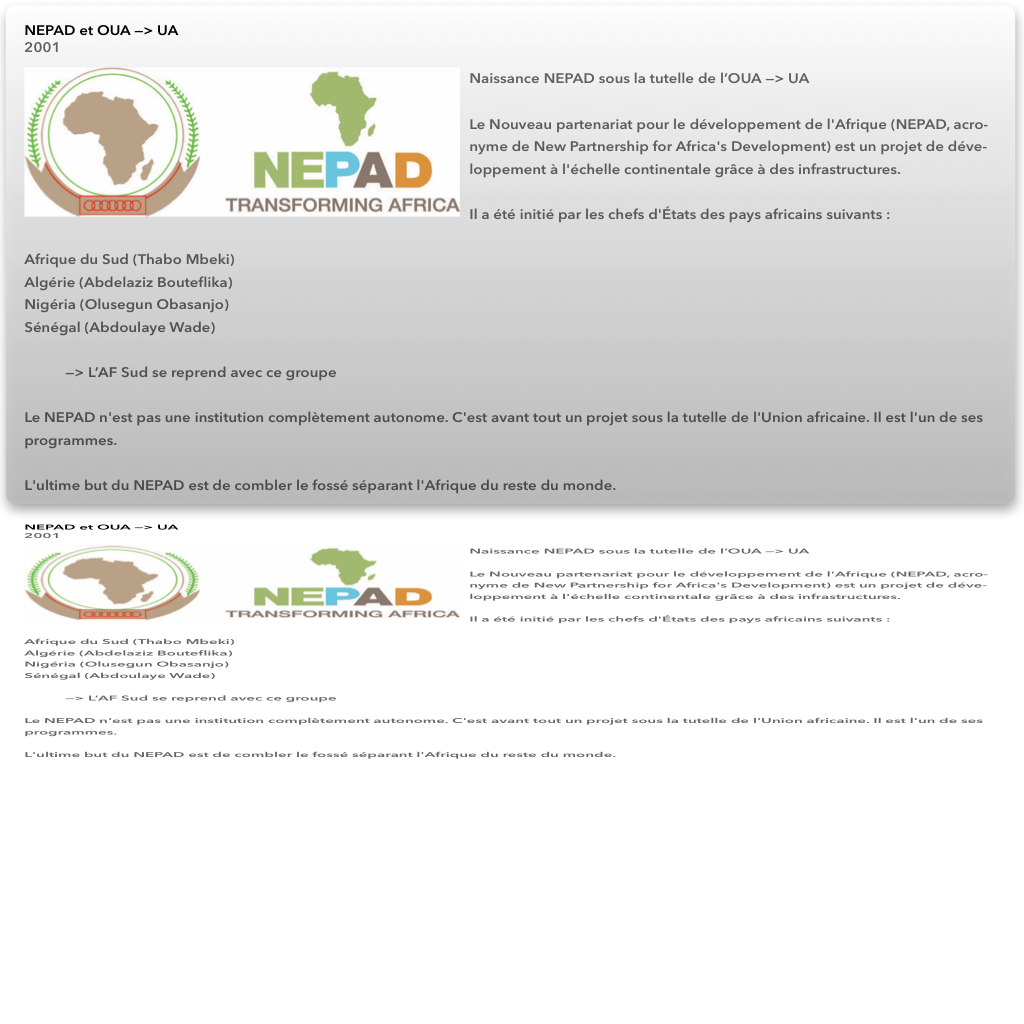 NEPAD et OUA —> UA
2001
NEPAD
TRANSFORMING AFRICA
Naissance NEPAD sous la tutelle de l’OUA —> UA
Le Nouveau partenariat pour le développement de l'Afrique (NEPAD, acro-
nyme de New Partnership for Africa's Development) est un projet de déve-
loppement à l'échelle continentale grâce à des infrastructures.
Il a été initié par les chefs d'États des pays africains suivants :
Afrique du Sud (Thabo Mbeki)
Algérie (Abdelaziz Bouteflika)
Nigéria (Olusegun Obasanjo)
Sénégal (Abdoulaye Wade)
—> L’AF Sud se reprend avec ce groupe
Le NEPAD n'est pas une institution complètement autonome. C'est avant tout un projet sous la tutelle de l'Union africaine. Il est l'un de ses
programmes.
L'ultime but du NEPAD est de combler le fossé séparant l'Afrique du reste du monde.
NEPAD et OUA —> UA
2001
NEPAD
TRANSFORMING AFRICA
Naissance NEPAD sous la tutelle de l’OUA —> UA
Le Nouveau partenariat pour le développement de l'Afrique (NEPAD, acro-
nyme de New Partnership for Africa's Development) est un projet de déve-
loppement à l'échelle continentale grâce à des infrastructures.
Il a été initié par les chefs d'États des pays africains suivants :
Afrique du Sud (Thabo Mbeki)
Algérie (Abdelaziz Bouteflika)
Nigéria (Olusegun Obasanjo)
Sénégal (Abdoulaye Wade)
—> L’AF Sud se reprend avec ce groupe
Le NEPAD n'est pas une institution complètement autonome. C'est avant tout un projet sous la tutelle de l'Union africaine. Il est l'un de ses
programmes.
L'ultime but du NEPAD est de combler le fossé séparant l'Afrique du reste du monde.